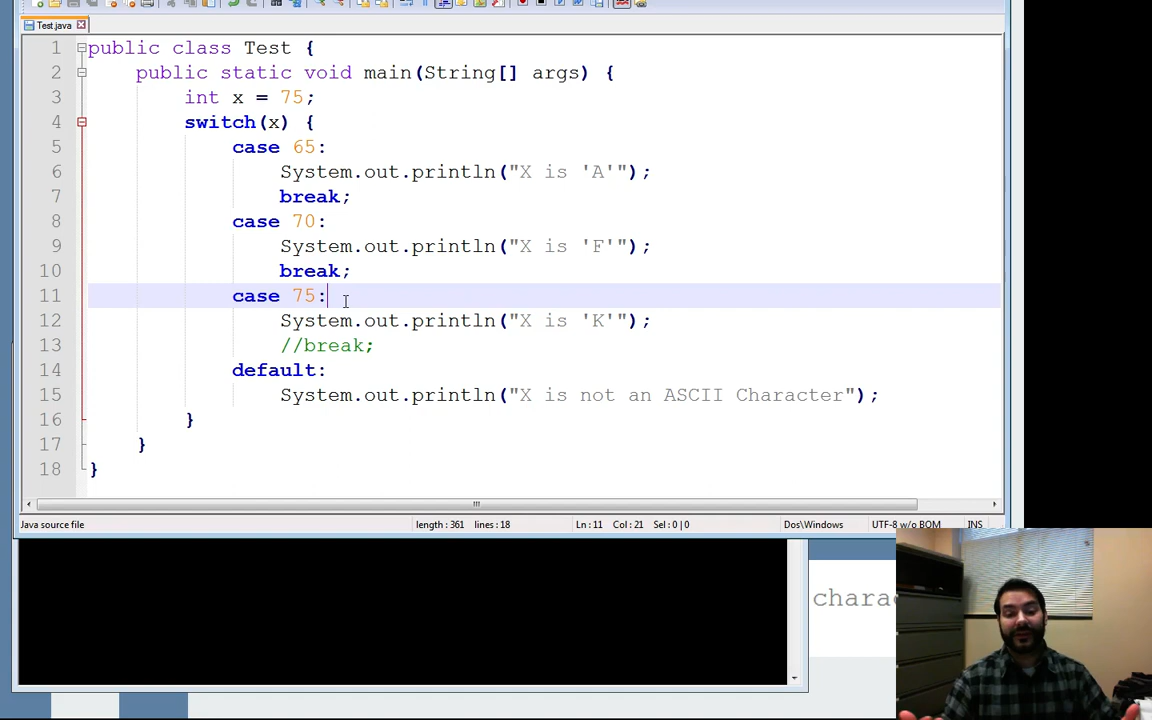 Test.java
1 public class Test {
2 public static void main(String[] args) {
3 int x = 75;
4 switch(x) {
5 case 65:
6 System.out.println("X is 'A'");
7 break;
8 case 70:
9 System.out.println("X is 'F'");
10 break;
11 case 75:
12 System.out.println("X is 'K'");
13 //break;
14 default:
15 System.out.println("X is not an ASCII Character");
16 }
17 }
18 }
Java source file length : 361 lines : 18 Ln : 11 Col : 21 Sel : 0 | 0 Dos\Windows UTF-8 w/o BOM INS
charac